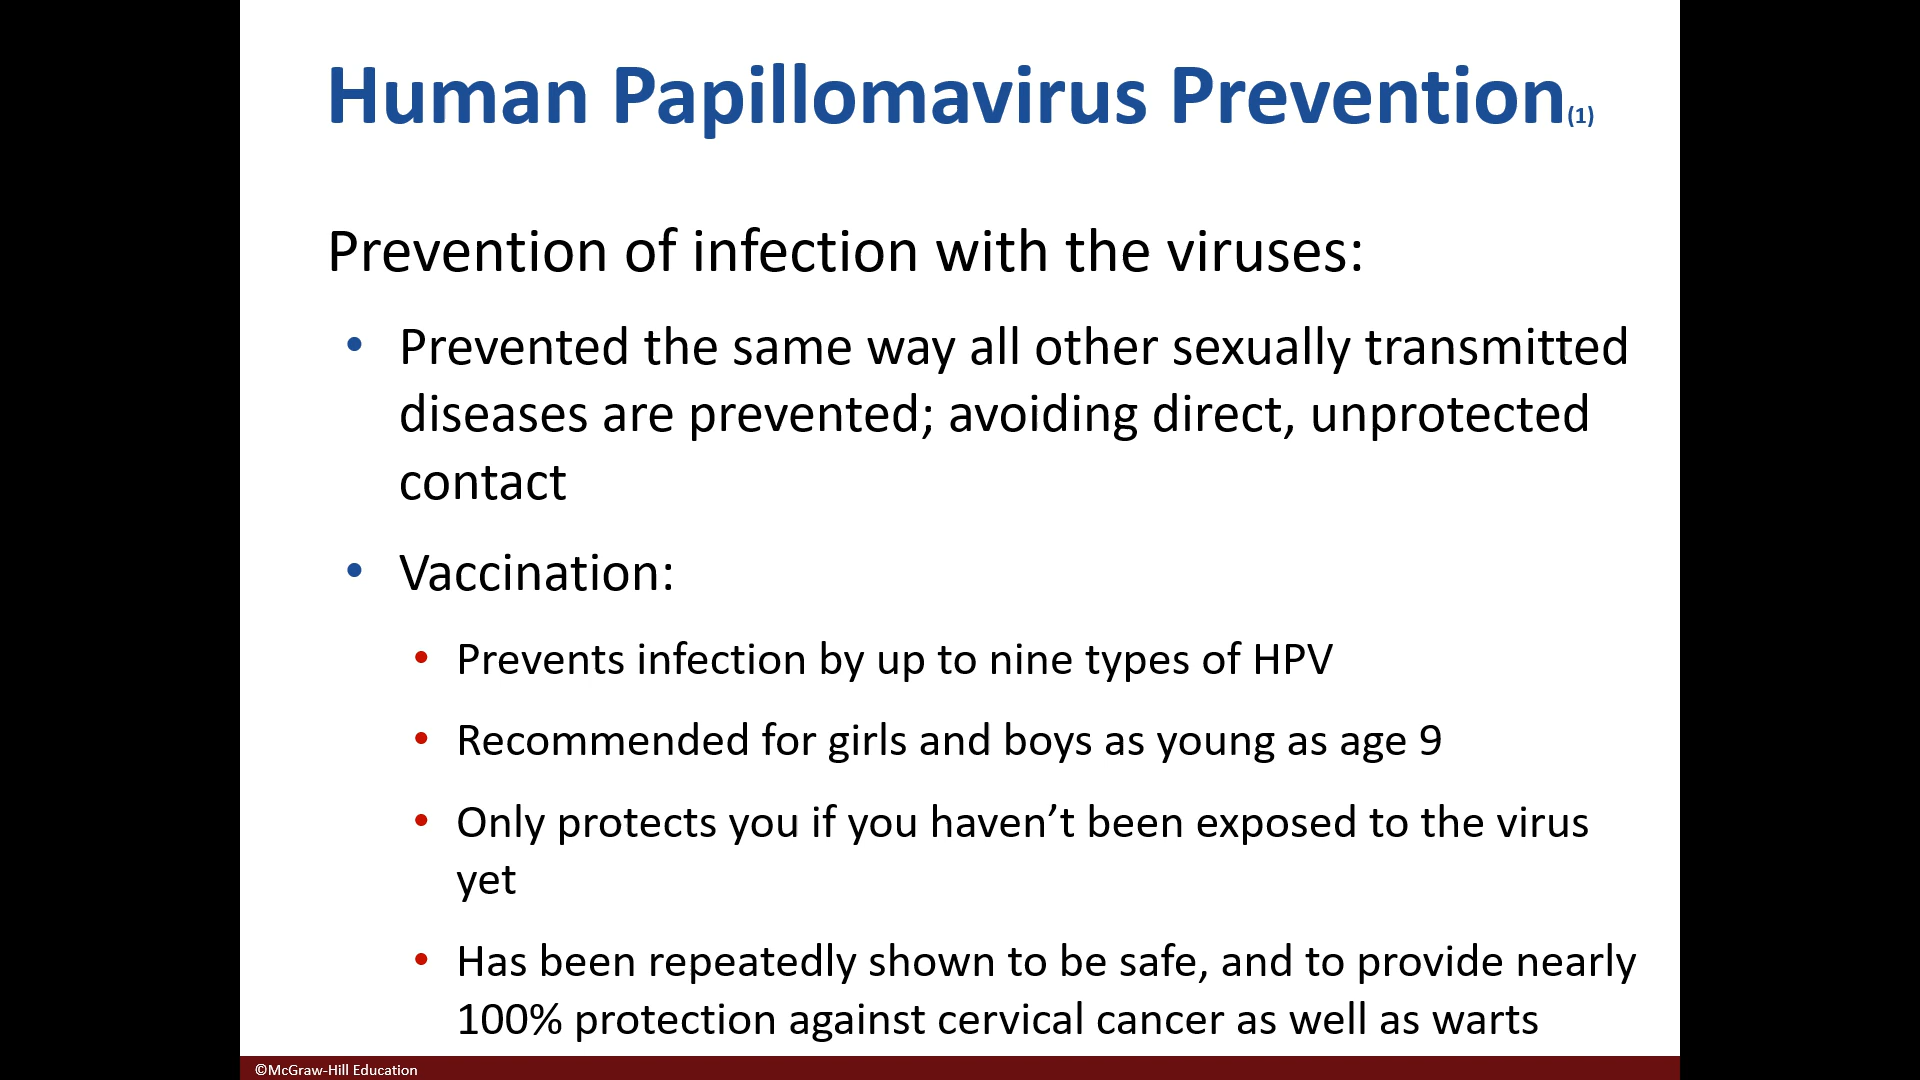 Human Papillomavirus Prevention(1)
Prevention of infection with the viruses:
• Prevented the same way all other sexually transmitted
diseases are prevented; avoiding direct, unprotected
contact
• Vaccination:
• Prevents infection by up to nine types of HPV
• Recommended for girls and boys as young as age 9
• Only protects you if you haven’t been exposed to the virus
yet
• Has been repeatedly shown to be safe, and to provide nearly
100% protection against cervical cancer as well as warts
©McGraw-Hill Education